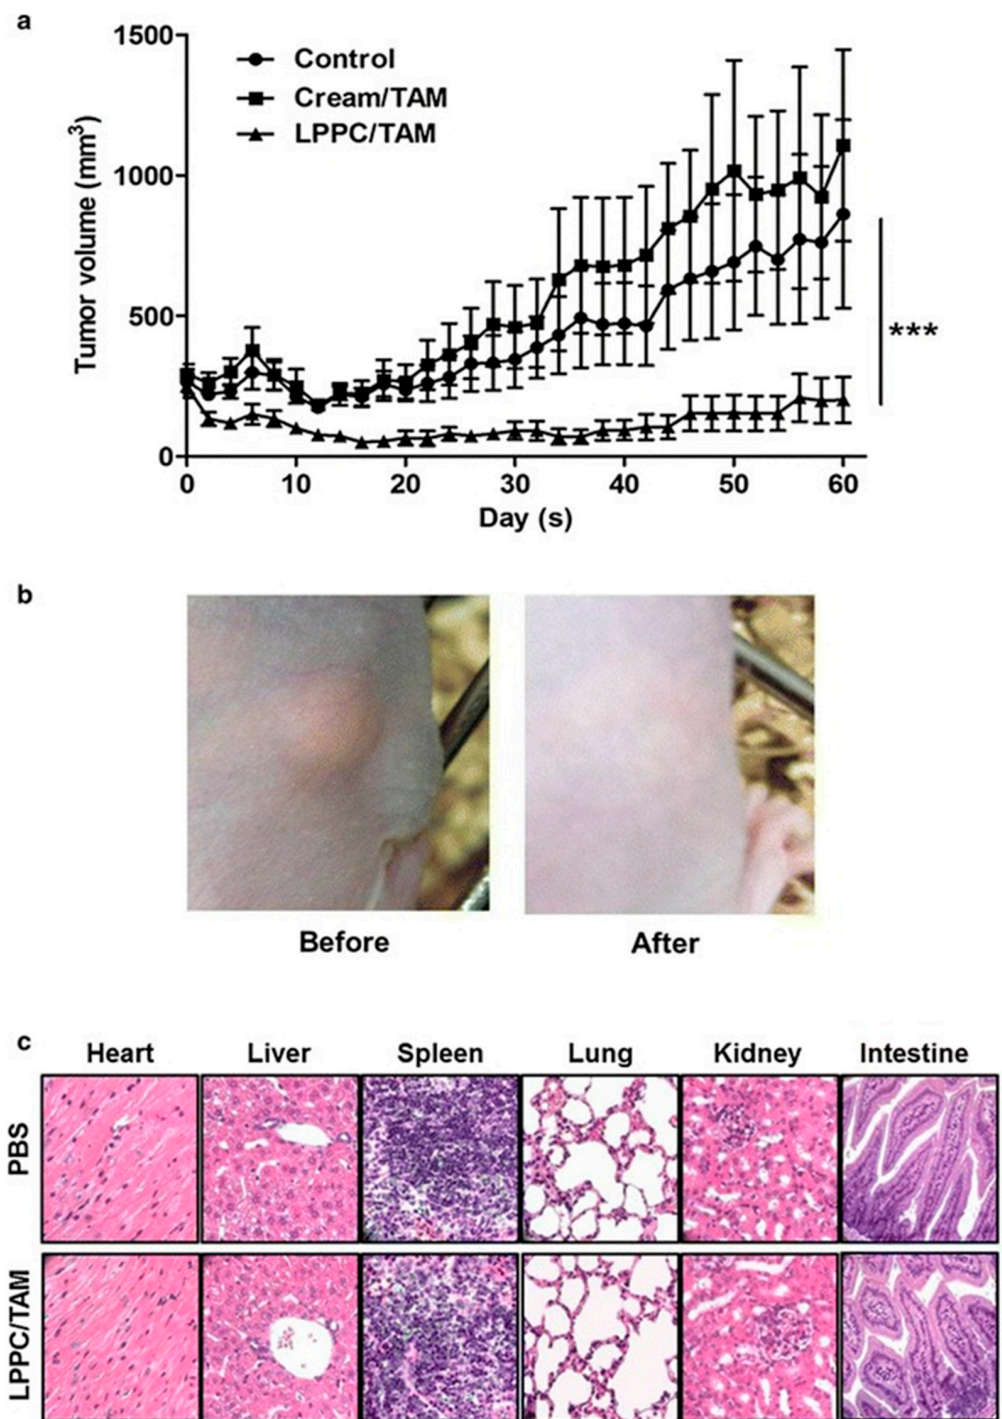 a
1500
Control
Cream/TAM
LPPC/TAM
1000
500
0
Tumor volume (mm³)
***
0 10 20 30 40 50 60
Day (s)
b
Before After
c
Heart Liver Spleen Lung Kidney Intestine
PBS
LPPC/TAM